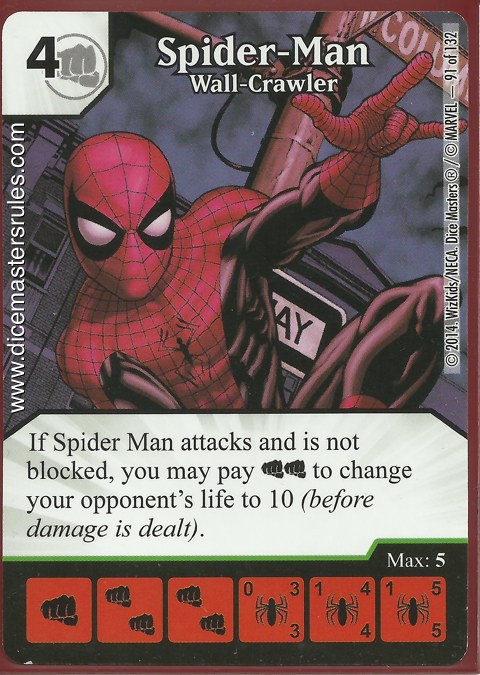 4
Spider-Man
Wall-Crawler
COL
AY
www.dicemastersrules.com
© 2014. WizKids/NECA. Dice Masters ® / © MARVEL — 91 of 132
If Spider Man attacks and is not
blocked, you may pay to change
your opponent's life to 10 (before
damage is dealt).
Max: 5
0 3 3
1 4 4
1 5 5